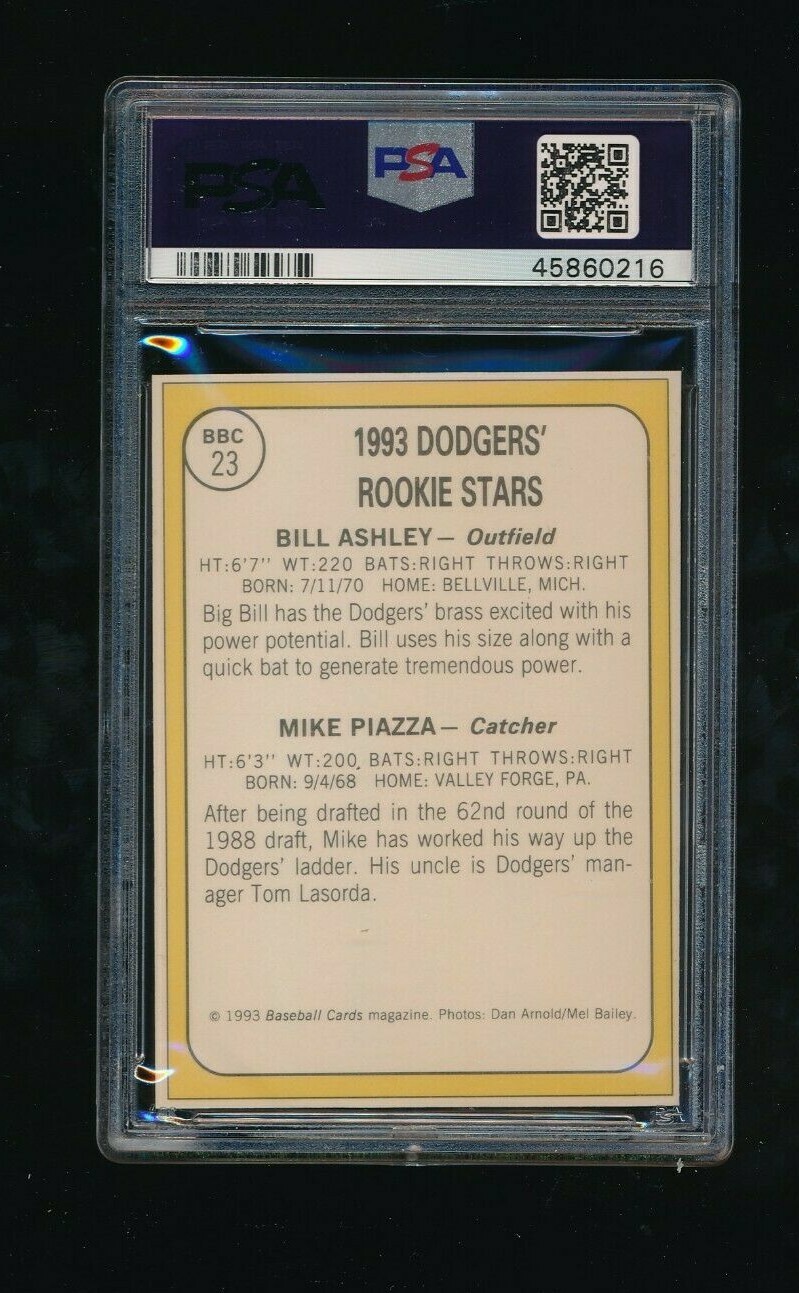 PSA
PSA
45860216
BBC
23
1993 DODGERS'
ROOKIE STARS
BILL ASHLEY— Outfield
HT:6'7'' WT:220 BATS:RIGHT THROWS:RIGHT
BORN: 7/11/70 HOME: BELLVILLE, MICH.
Big Bill has the Dodgers' brass excited with his
power potential. Bill uses his size along with a
quick bat to generate tremendous power.
MIKE PIAZZA— Catcher
HT:6'3'' WT:200, BATS:RIGHT THROWS:RIGHT
BORN: 9/4/68 HOME: VALLEY FORGE, PA.
After being drafted in the 62nd round of the
1988 draft, Mike has worked his way up the
Dodgers' ladder. His uncle is Dodgers' man-
ager Tom Lasorda.
© 1993 Baseball Cards magazine. Photos: Dan Arnold/Mel Bailey.
PSA